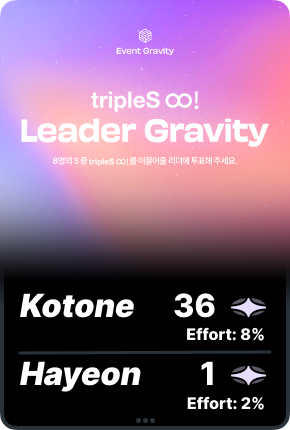 Event Gravity
tripleS ∞!
Leader Gravity
8명의 S 중 tripleS ∞!를 이끌어줄 리더에 투표해 주세요.
Kotone 36
Effort: 8%
Hayeon 1
Effort: 2%